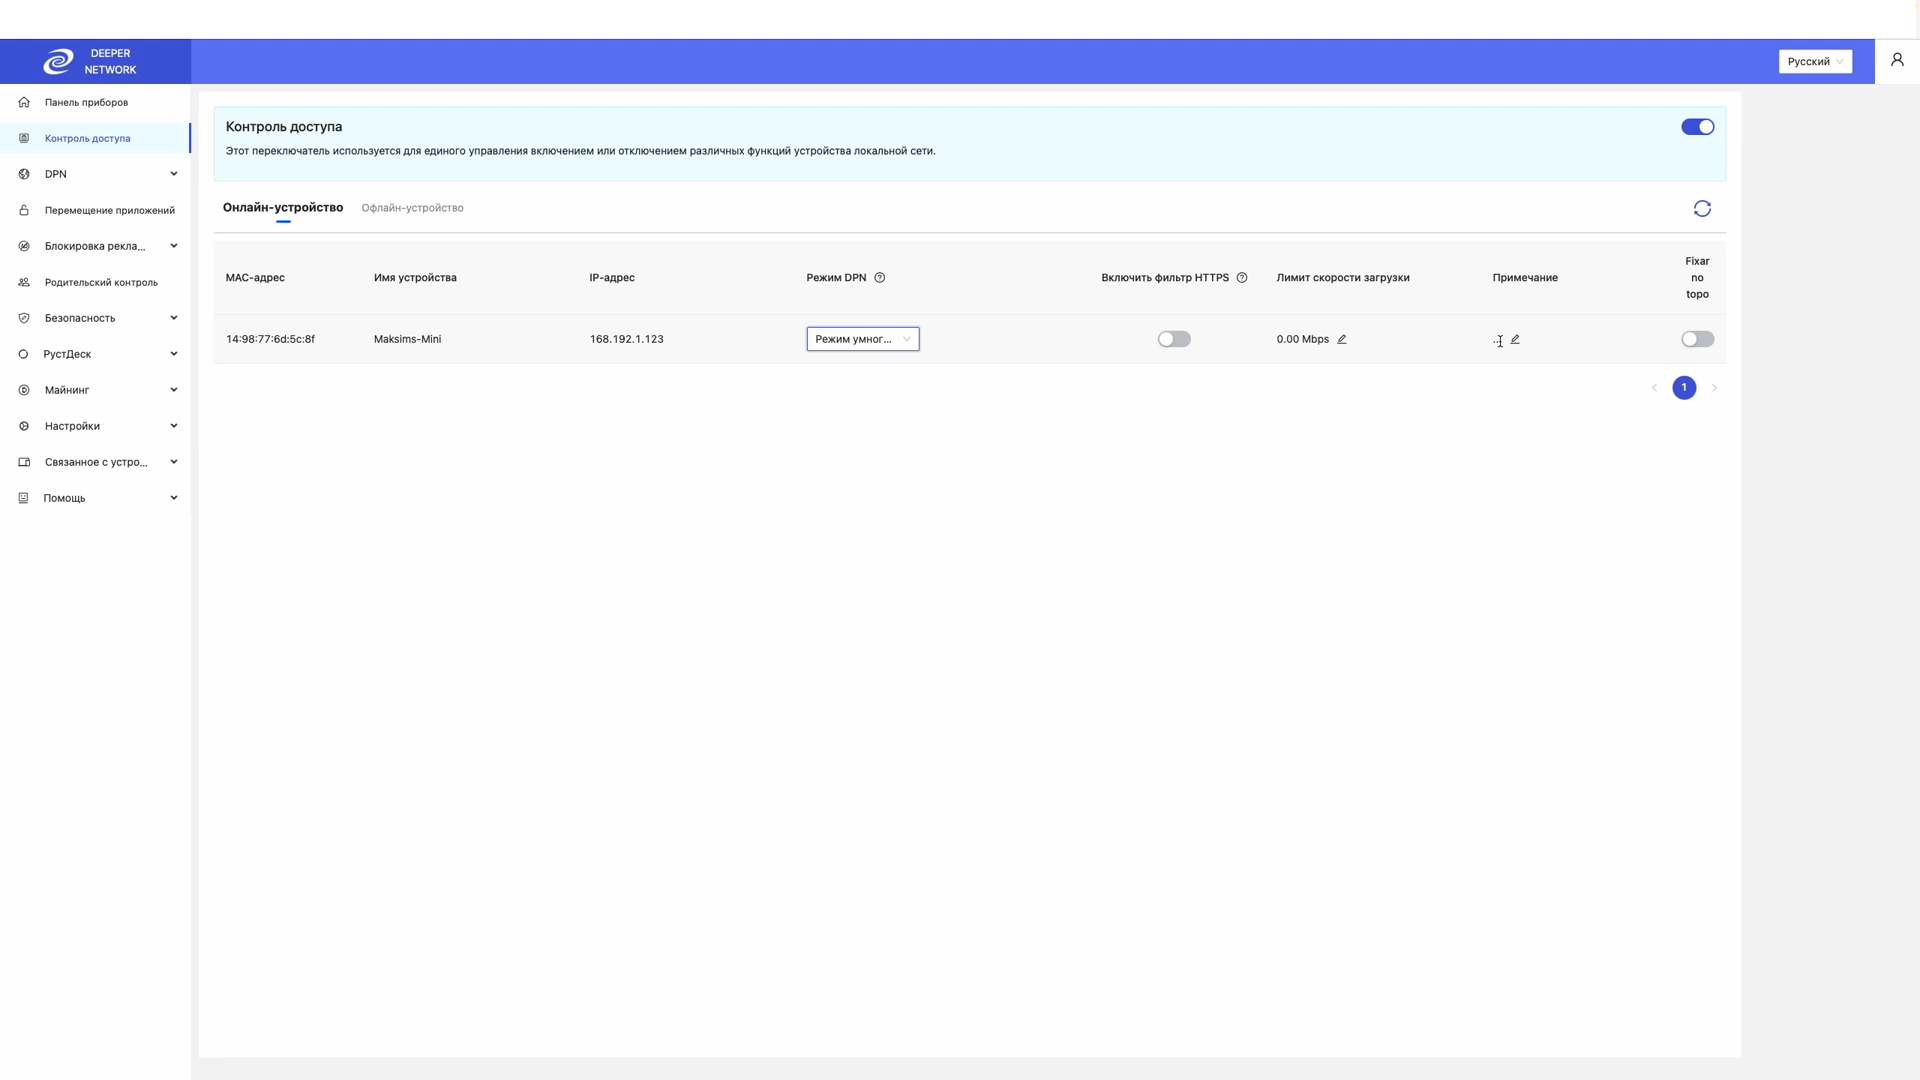 DEEPER
NETWORK
Русский
Панель приборов
Контроль доступа
DPN
Перемещение приложений
Блокировка рекла...
Родительский контроль
Безопасность
РустДеск
Майнинг
Настройки
Связанное с устро...
Помощь
Контроль доступа
Этот переключатель используется для единого управления включением или отключением различных функций устройства локальной сети.
Онлайн-устройство Офлайн-устройство
MAC-адрес Имя устройства IP-адрес Режим DPN Включить фильтр HTTPS Лимит скорости загрузки Примечание Fixar
no
topo
14:98:77:6d:5c:8f Maksims-Mini 168.192.1.123 Режим умног... 0.00 Mbps ...
1